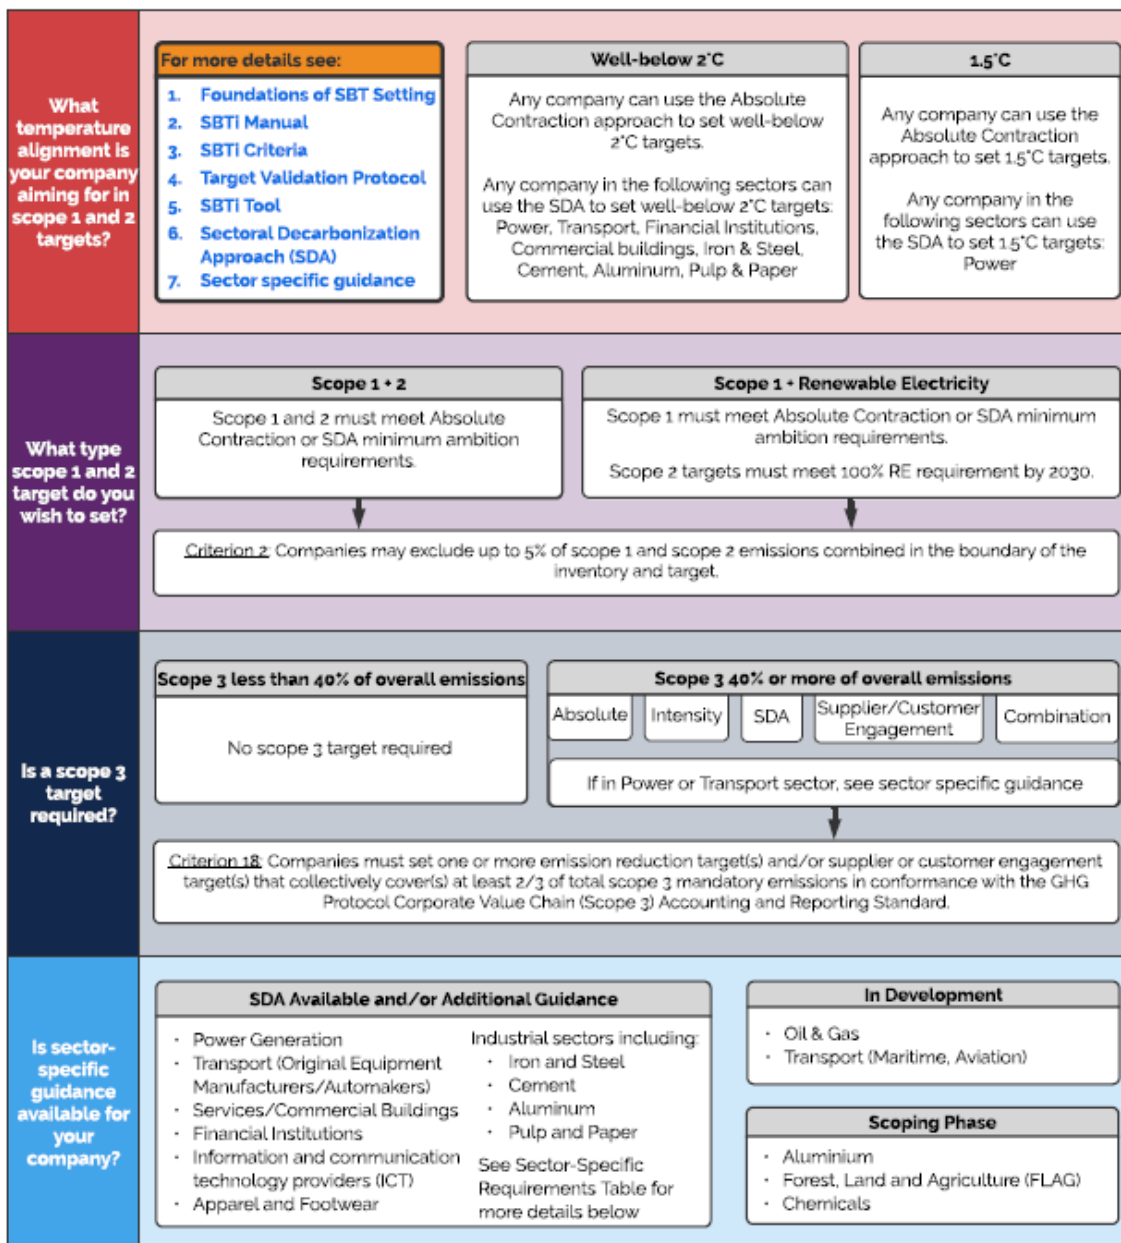 What
temperature
alignment is
your company
aiming for in
scope 1 and 2
targets?
For more details see:
1. Foundations of SBT Setting
2. SBTi Manual
3. SBTi Criteria
4. Target Validation Protocol
5. SBTi Tool
6. Sectoral Decarbonization
Approach (SDA)
7. Sector specific guidance
Well-below 2°C
Any company can use the Absolute
Contraction approach to set well-below
2°C targets.
Any company in the following sectors can
use the SDA to set well-below 2°C targets:
Power, Transport, Financial Institutions,
Commercial buildings, Iron & Steel,
Cement, Aluminum, Pulp & Paper
1.5°C
Any company can use the
Absolute Contraction
approach to set 1.5°C targets.
Any company in the
following sectors can use
the SDA to set 1.5°C targets:
Power
What type
scope 1 and 2
target do you
wish to set?
Scope 1 + 2
Scope 1 and 2 must meet Absolute
Contraction or SDA minimum ambition
requirements.
Scope 1 + Renewable Electricity
Scope 1 must meet Absolute Contraction or SDA minimum
ambition requirements.
Scope 2 targets must meet 100% RE requirement by 2030.
Criterion 2: Companies may exclude up to 5% of scope 1 and scope 2 emissions combined in the boundary of the
inventory and target.
Is a scope 3
target
required?
Scope 3 less than 40% of overall emissions
No scope 3 target required
Scope 3 40% or more of overall emissions
Absolute
Intensity
SDA
Supplier/Customer
Engagement
Combination
If in Power or Transport sector, see sector specific guidance
Criterion 18: Companies must set one or more emission reduction target(s) and/or supplier or customer engagement
target(s) that collectively cover(s) at least 2/3 of total scope 3 mandatory emissions in conformance with the GHG
Protocol Corporate Value Chain (Scope 3) Accounting and Reporting Standard.
Is sector-
specific
guidance
available for
your
company?
SDA Available and/or Additional Guidance
· Power Generation
· Transport (Original Equipment
Manufacturers/Automakers)
· Services/Commercial Buildings
· Financial Institutions
· Information and communication
technology providers (ICT)
· Apparel and Footwear
Industrial sectors including:
· Iron and Steel
· Cement
· Aluminum
· Pulp and Paper
See Sector-Specific
Requirements Table for
more details below
In Development
· Oil & Gas
· Transport (Maritime, Aviation)
Scoping Phase
· Aluminium
· Forest, Land and Agriculture (FLAG)
· Chemicals